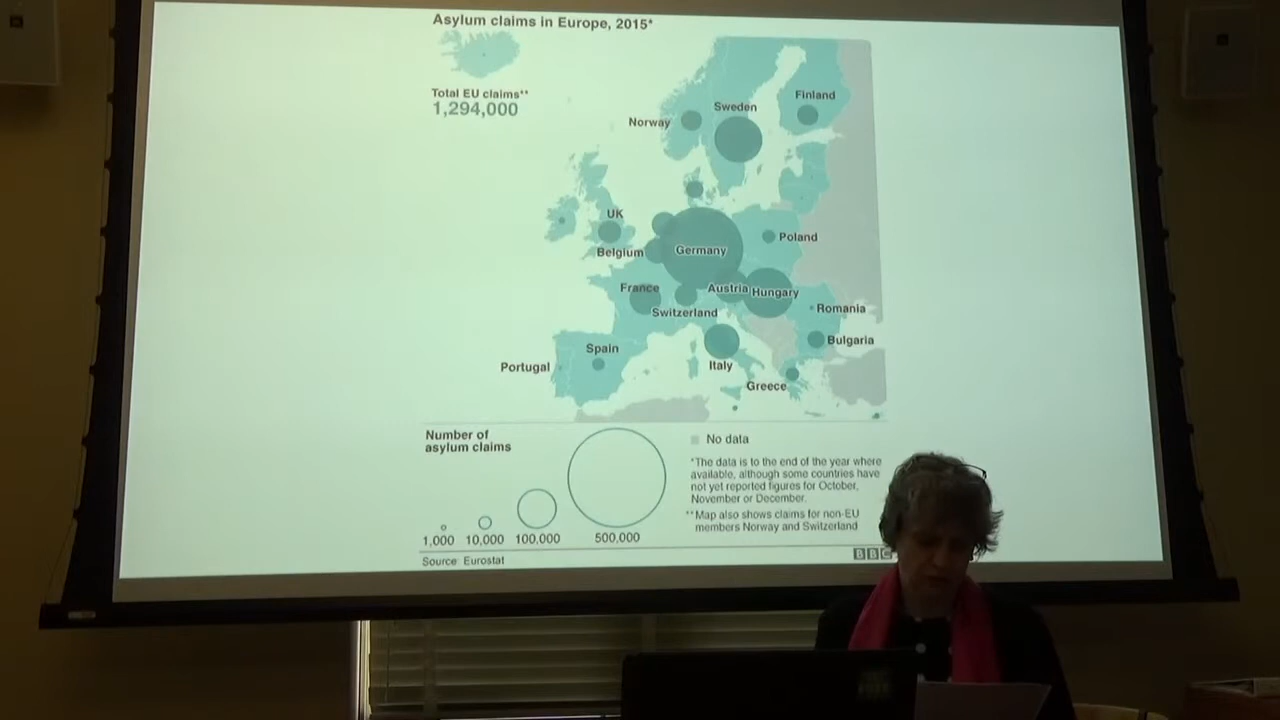 Asylum claims in Europe, 2015*
Total EU claims**
1,294,000
Finland
Sweden
Norway
UK
Poland
Belgium
Germany
France
Austria
Hungary
Switzerland
Romania
Bulgaria
Spain
Portugal
Italy
Greece
Number of
asylum claims
1,000
10,000
100,000
500,000
No data
*The data is to the end of the year where
available, although some countries have
not yet reported figures for October,
November or December.
**Map also shows claims for non-EU
members Norway and Switzerland
Source: Eurostat
BBC